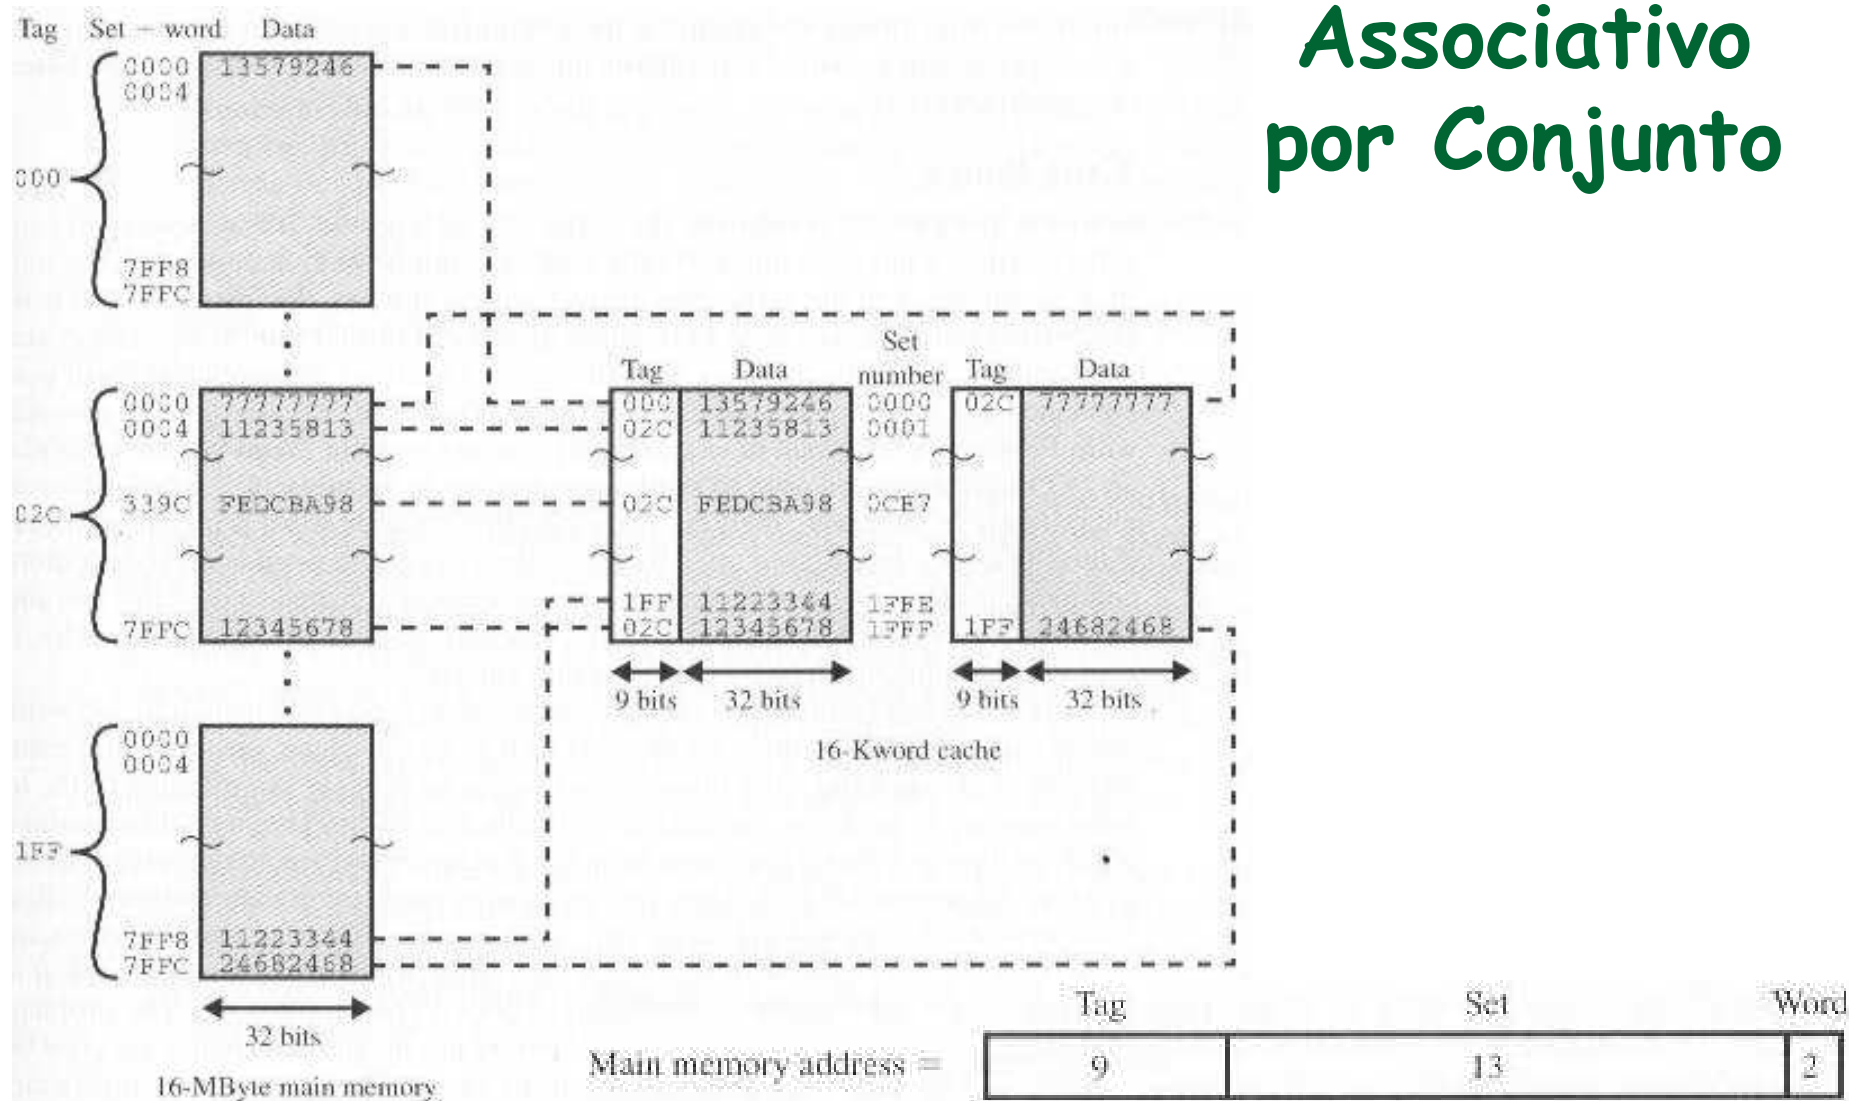 Associativo
por Conjunto
Tag Set – word Data
0000 13579246
0004
000
7FF8
7FFC
Set
Tag Data number Tag Data
0000 77777777 000 13579246 0000 02C 77777777
0004 11235813 02C 11235813 0001
02C 339C FEDCBA98 02C FEDCBA98 0CE7
1FF 11223344 1FFE
7FFC 12345678 02C 12345678 1FFF 1FF 24682468
9 bits 32 bits 9 bits 32 bits
16-Kword cache
0000
0004
1FF
7FF8 11223344
7FFC 24682468
32 bits
16-MByte main memory
Tag Set Word
Main memory address = 9 13 2